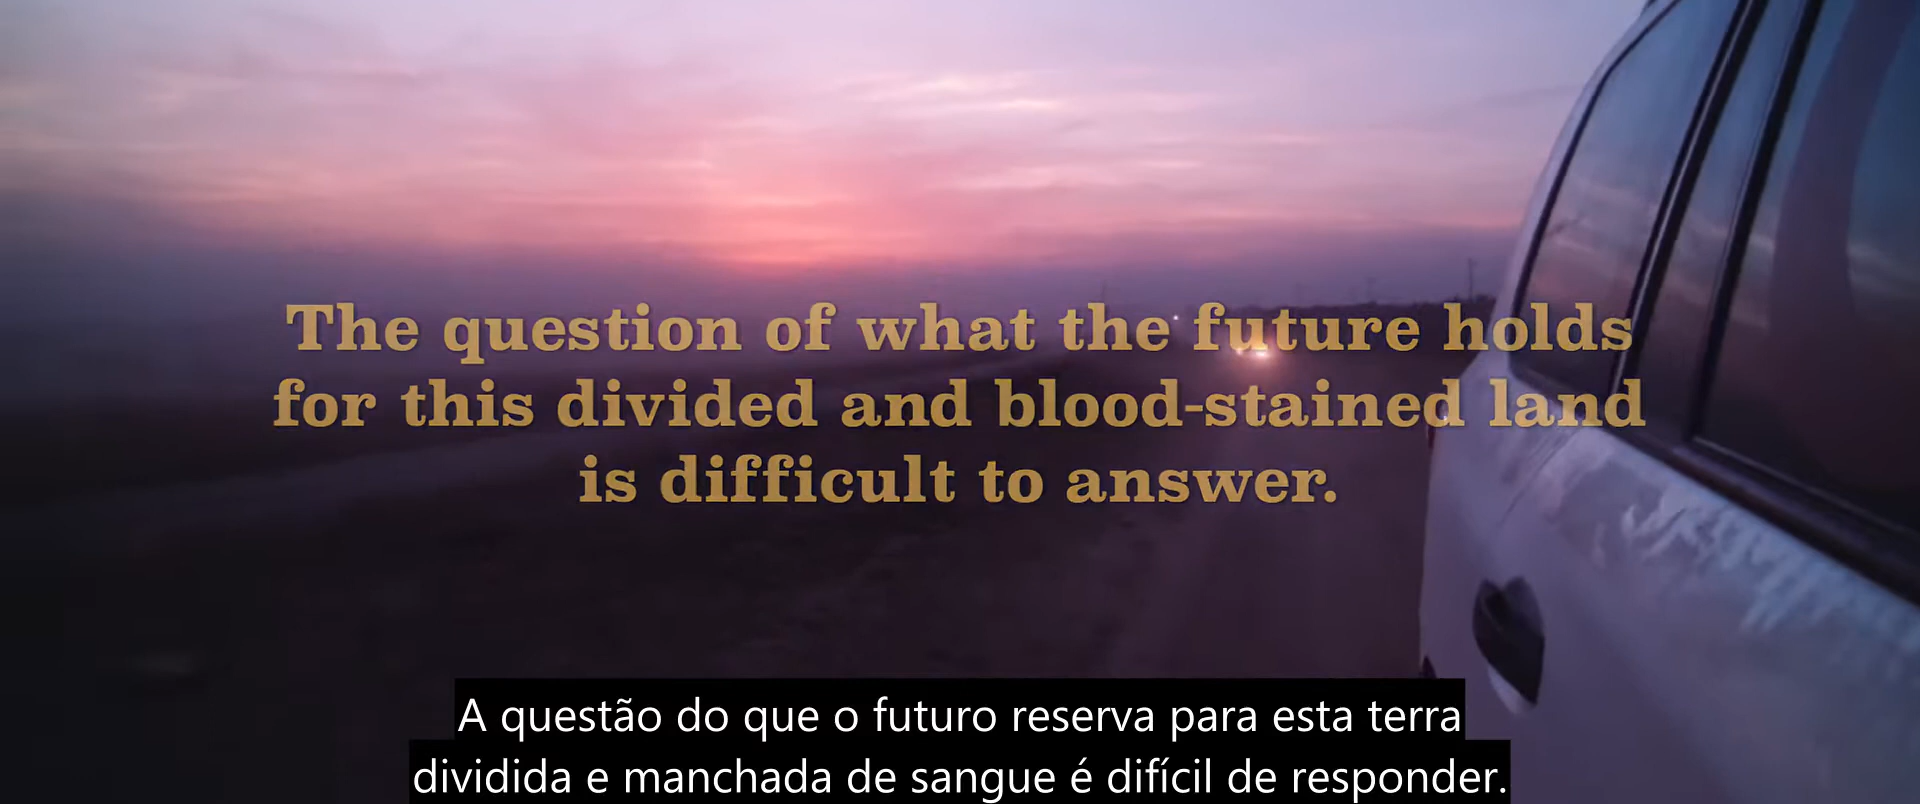 The question of what the future holds
for this divided and blood-stained land
is difficult to answer.
A questão do que o futuro reserva para esta terra
dividida e manchada de sangue é difícil de responder.